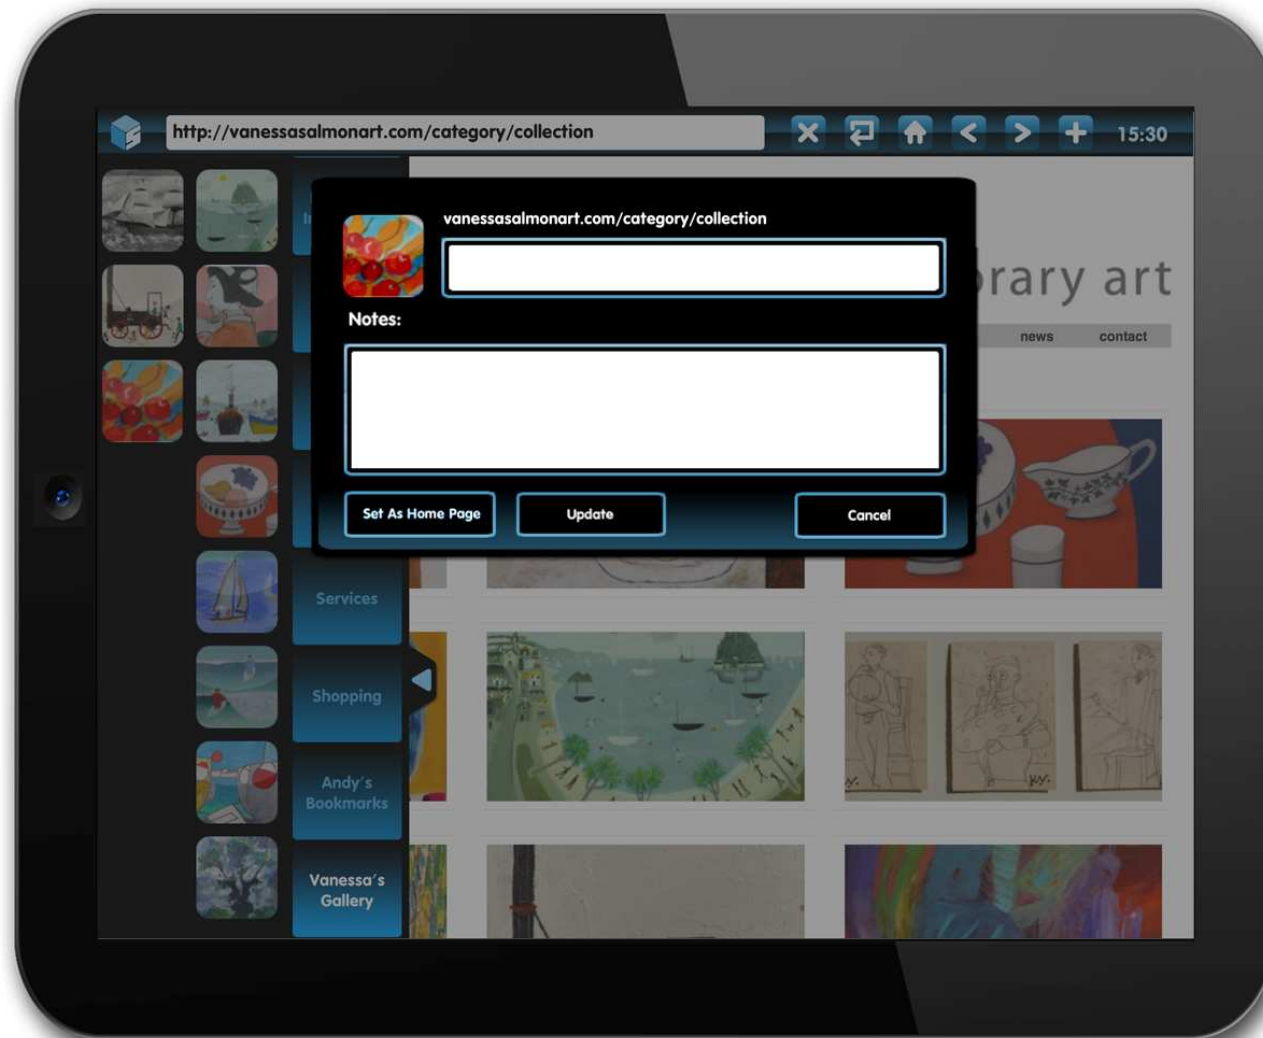 http://vanessasalmonart.com/category/collection
15:30
vanessasalmonart.com/category/collection
Notes:
Set As Home Page
Update
Cancel
rary art
news
contact
Services
Shopping
Andy's
Bookmarks
Vanessa's
Gallery